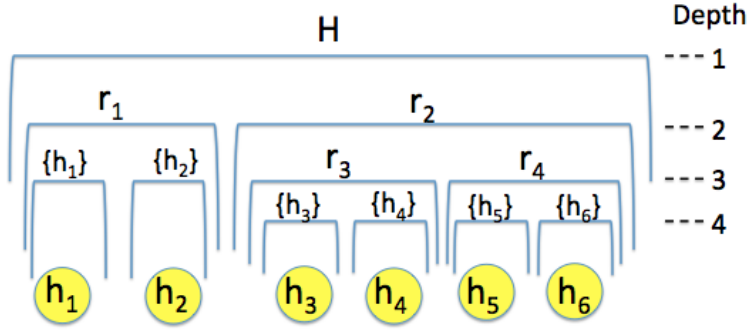 Depth
H
1
r₁ r₂
2
{h₁} {h₂} r₃ r₄
3
{h₃} {h₄} {h₅} {h₆}
4
h₁ h₂ h₃ h₄ h₅ h₆